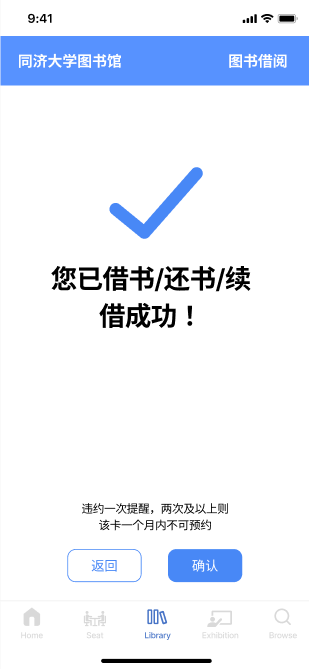 9:41
同济大学图书馆 图书借阅
您已借书/还书/续
借成功！
违约一次提醒，两次及以上则
该卡一个月内不可预约
返回 确认
Home Seat Library Exhibition Browse